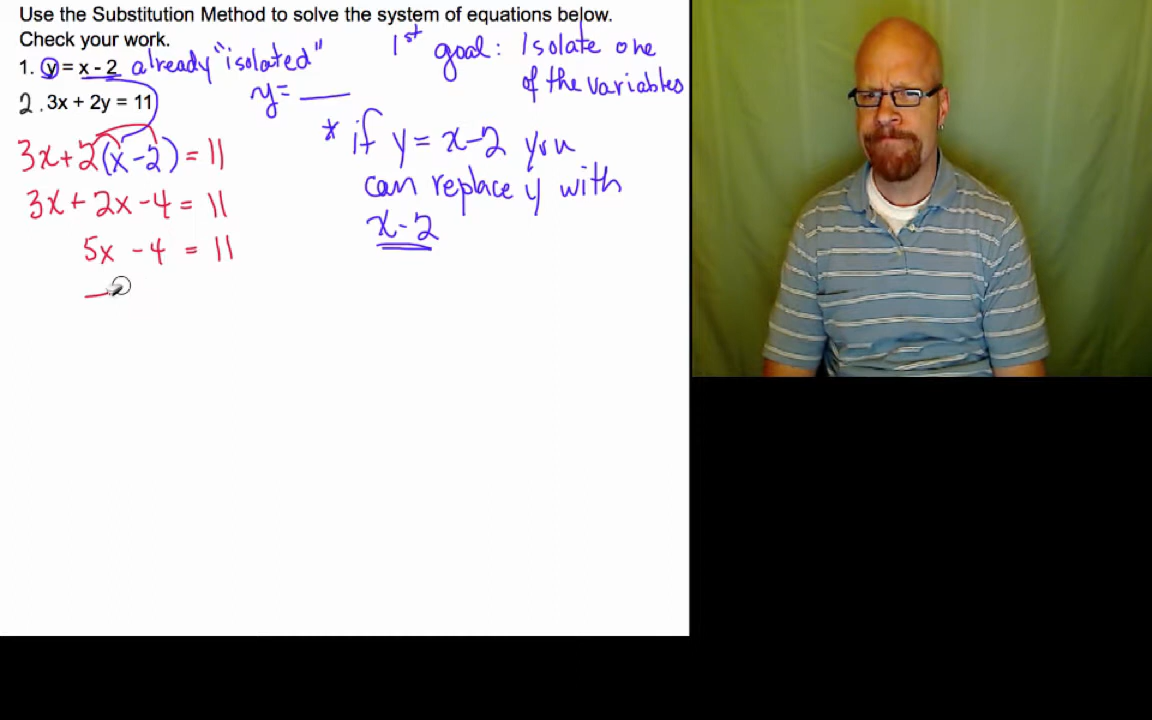 Use the Substitution Method to solve the system of equations below.
Check your work.
1. y = x - 2 already "isolated"
y = ___
2. 3x + 2y = 11
1st goal: Isolate one
of the variables
* if y = x - 2 you
can replace y with
x - 2
3x + 2(x - 2) = 11
3x + 2x - 4 = 11
5x - 4 = 11